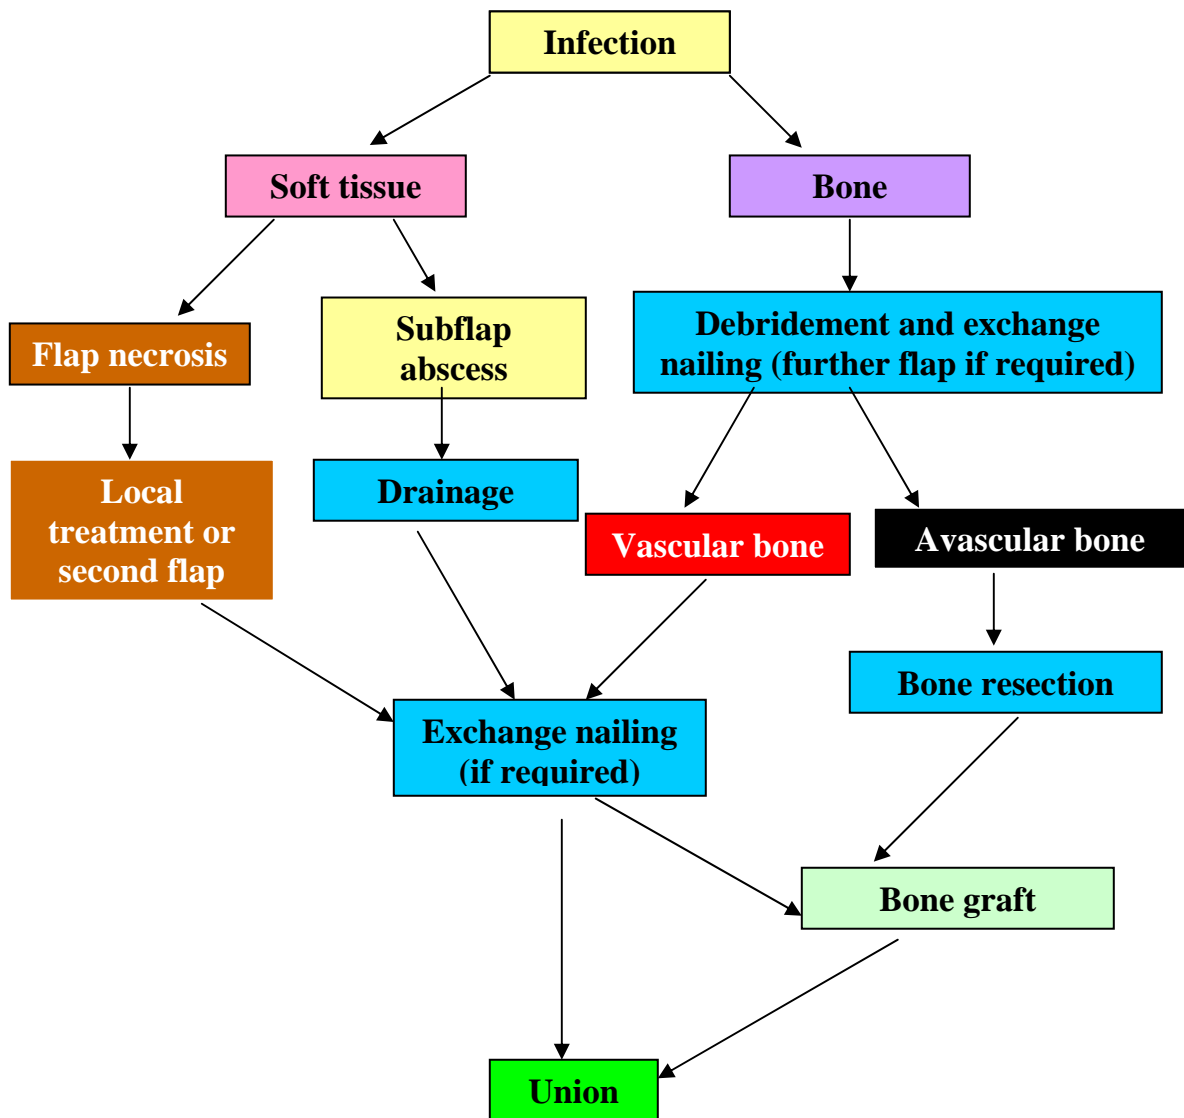 Infection
Soft tissue
Bone
Flap necrosis
Subflap
abscess
Debridement and exchange
nailing (further flap if required)
Local
treatment or
second flap
Drainage
Vascular bone
Avascular bone
Bone resection
Exchange nailing
(if required)
Bone graft
Union